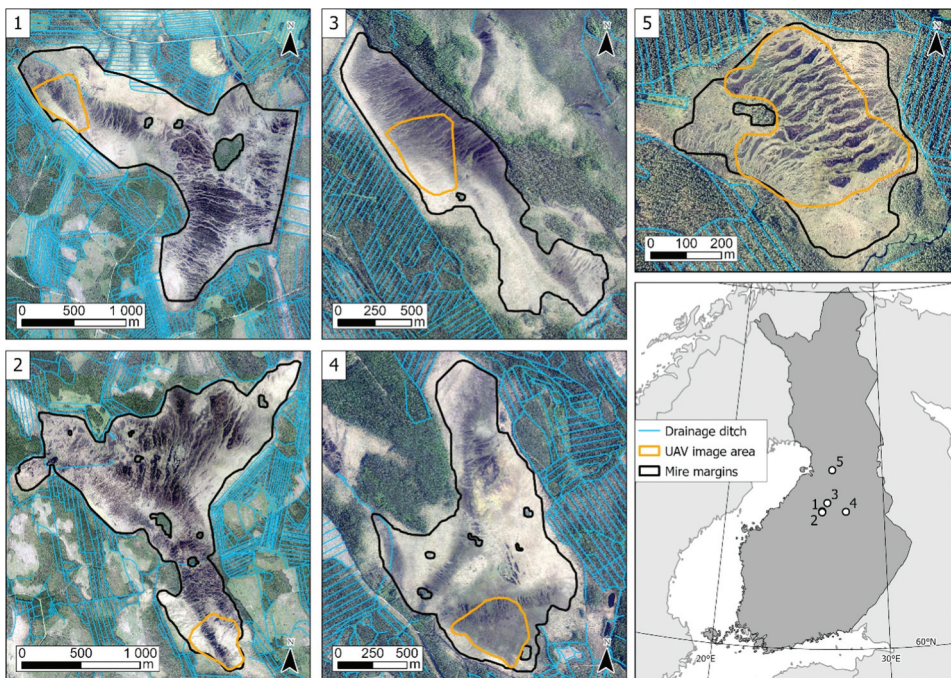 1
N
0 500 1 000
m
2
N
0 500 1 000
m
3
N
0 250 500
m
4
N
0 250 500
m
5
N
0 100 200
m
Drainage ditch
UAV image area
Mire margins
5
3
1
4
2
60°N
20°E
30°E